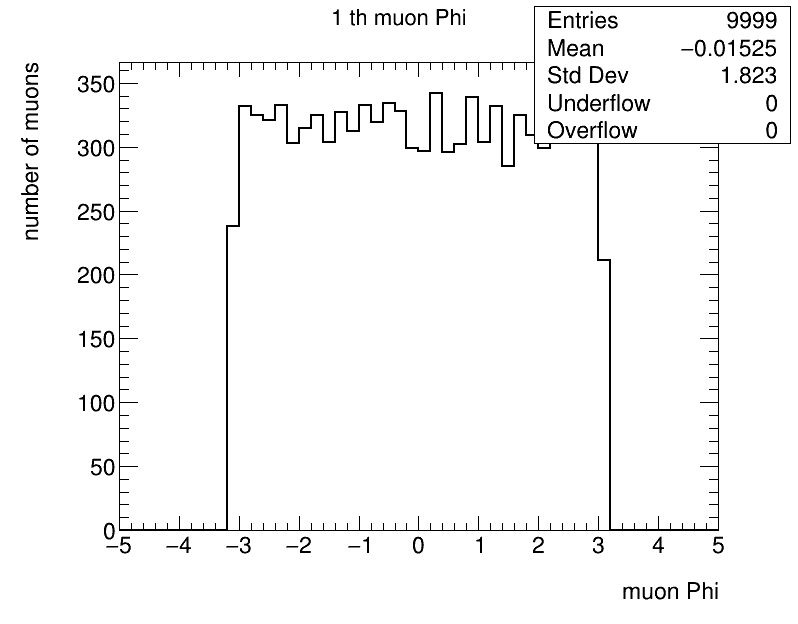 1 th muon Phi
Entries 9999
Mean −0.01525
Std Dev 1.823
Underflow 0
Overflow 0
number of muons
350
300
250
200
150
100
50
0
−5 −4 −3 −2 −1 0 1 2 3 4 5
muon Phi